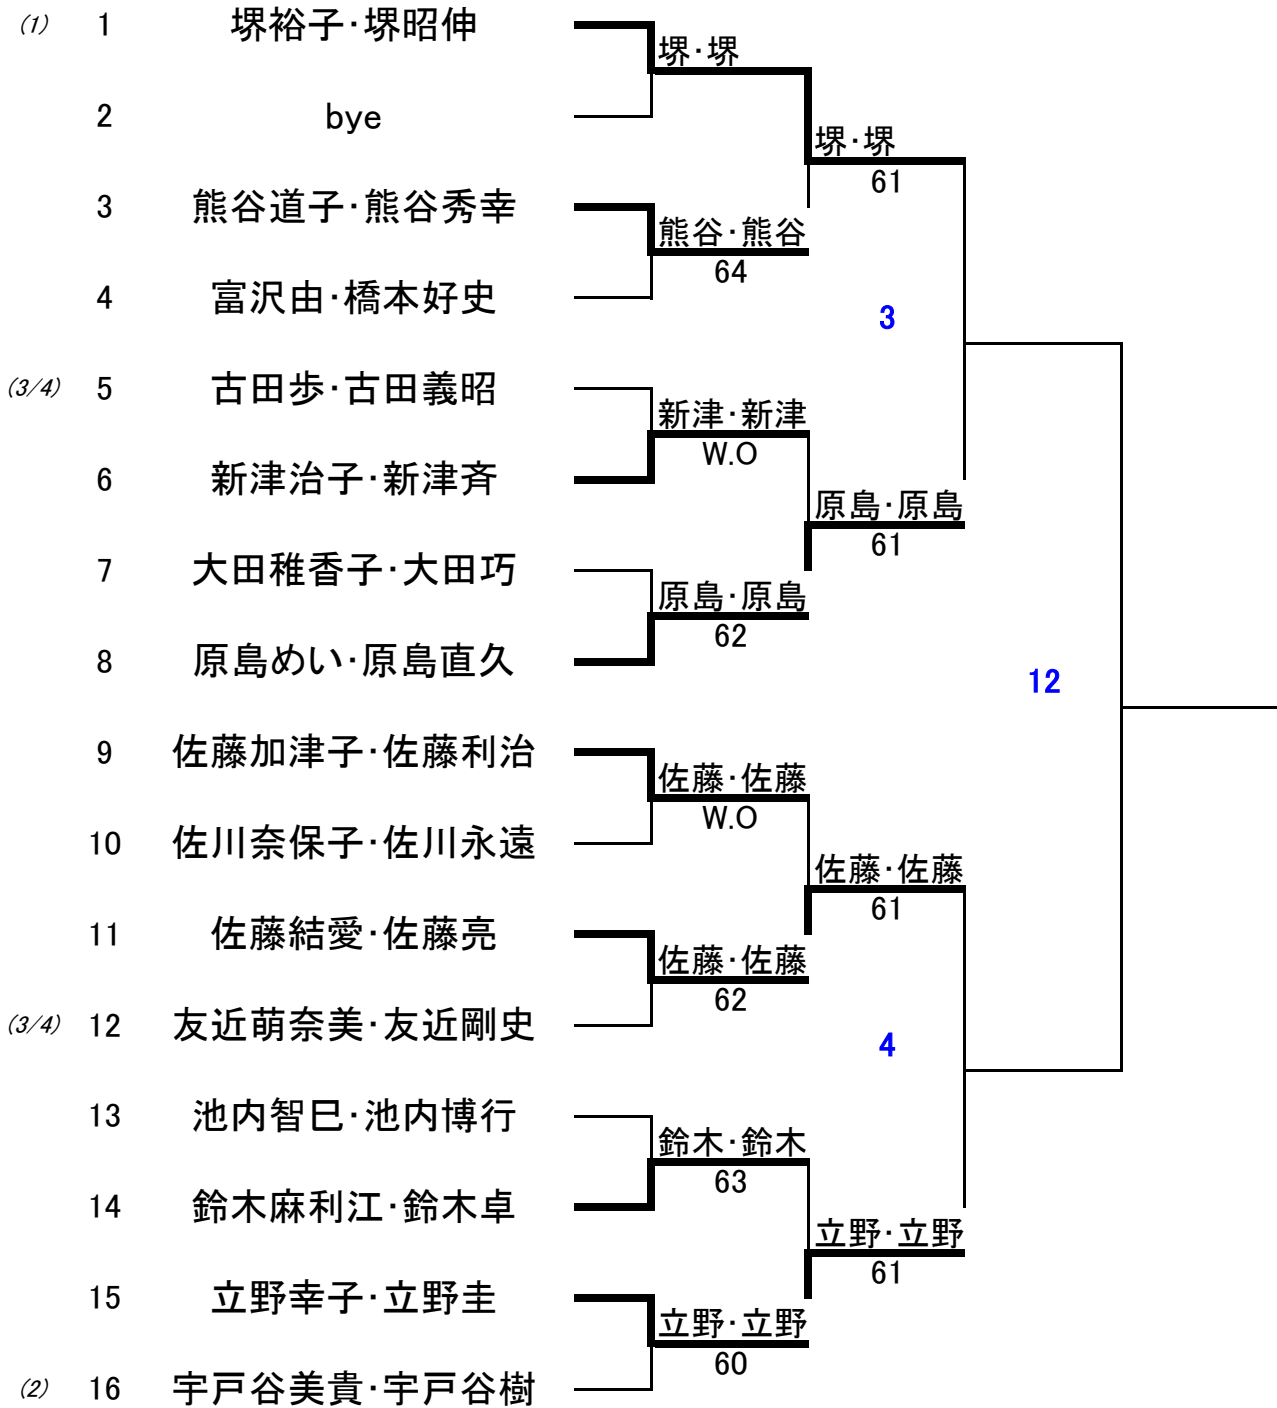 (1) 1 堺裕子・堺昭伸
堺・堺
2 bye
堺・堺
61
3 熊谷道子・熊谷秀幸
熊谷・熊谷
64
4 富沢由・橋本好史
3
(3/4) 5 古田歩・古田義昭
新津・新津
W.O
6 新津治子・新津斉
原島・原島
61
7 大田稚香子・大田巧
原島・原島
62
8 原島めい・原島直久
12
9 佐藤加津子・佐藤利治
佐藤・佐藤
W.O
10 佐川奈保子・佐川永遠
佐藤・佐藤
61
11 佐藤結愛・佐藤亮
佐藤・佐藤
62
(3/4) 12 友近萌奈美・友近剛史
4
13 池内智巳・池内博行
鈴木・鈴木
63
14 鈴木麻利江・鈴木卓
立野・立野
61
15 立野幸子・立野圭
立野・立野
60
(2) 16 宇戸谷美貴・宇戸谷樹